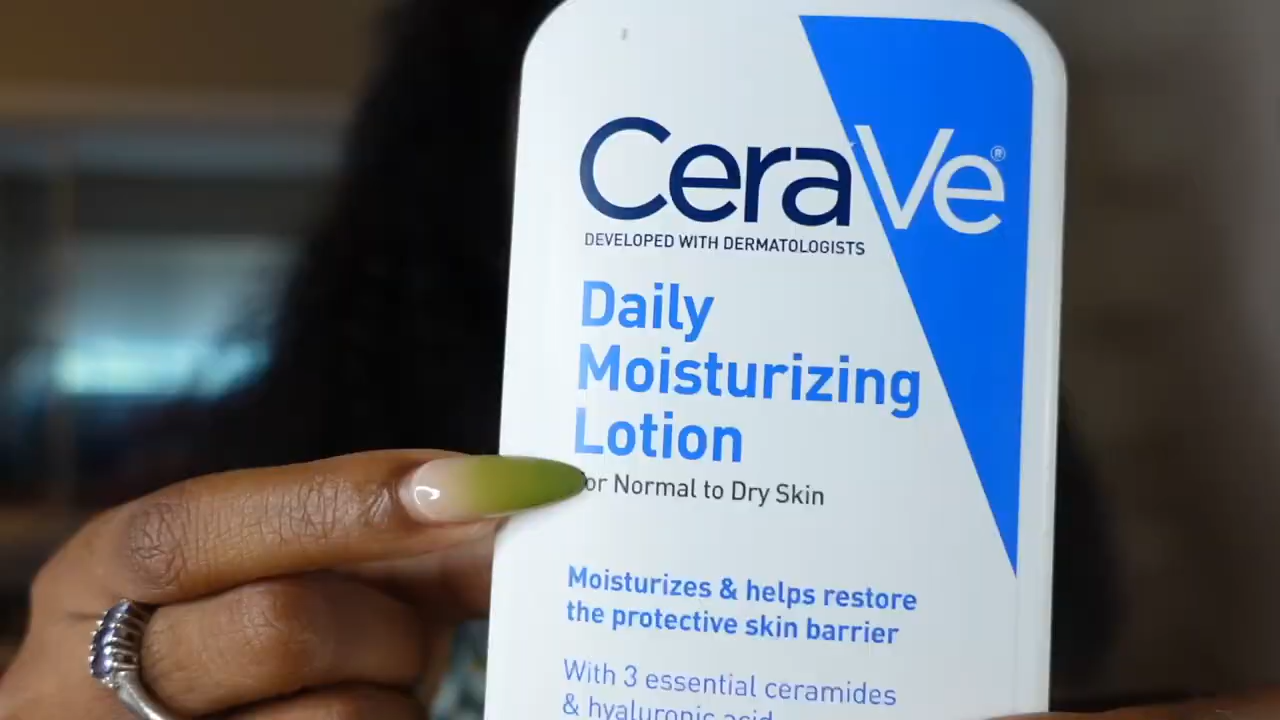 CeraVe®
DEVELOPED WITH DERMATOLOGISTS
Daily
Moisturizing
Lotion
or Normal to Dry Skin
Moisturizes & helps restore
the protective skin barrier
With 3 essential ceramides
& hyaluronic acid